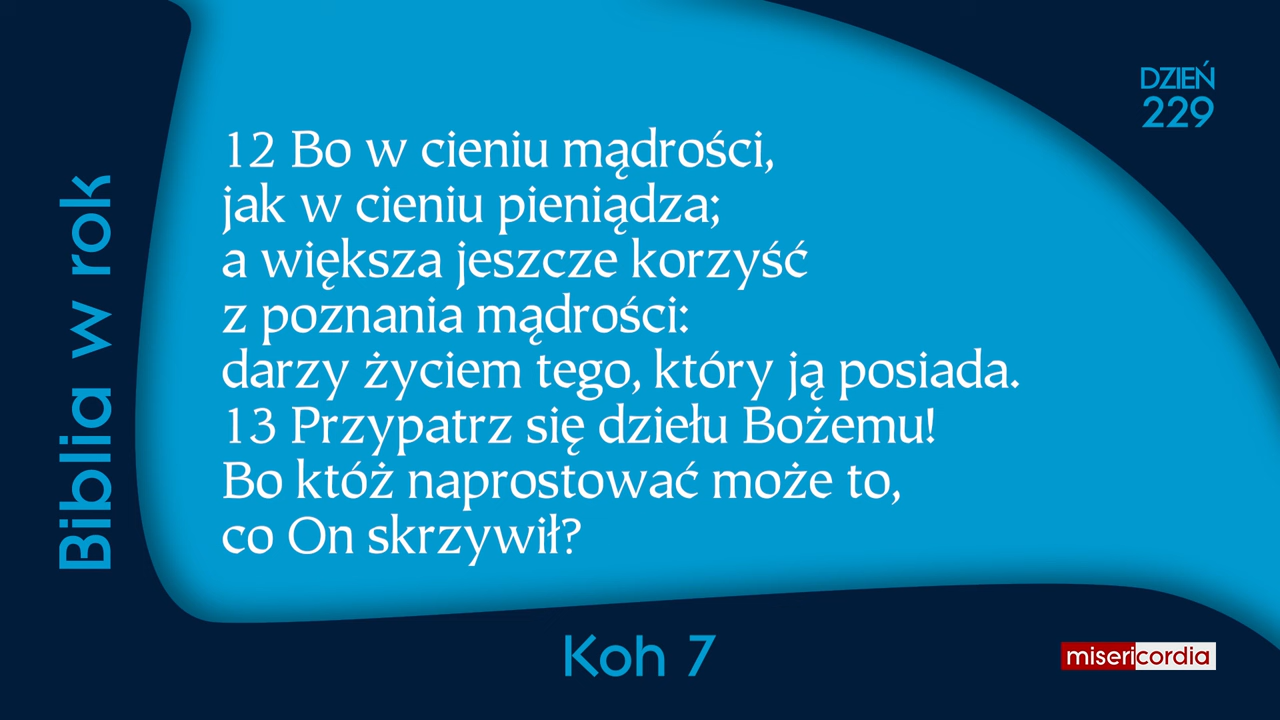 DZIEŃ
229
12 Bo w cieniu mądrości,
jak w cieniu pieniądza;
a większa jeszcze korzyść
z poznania mądrości:
darzy życiem tego, który ją posiada.
13 Przypatrz się dziełu Bożemu!
Bo któż naprostować może to,
co On skrzywił?
Biblia w rok
Koh 7
misericordia